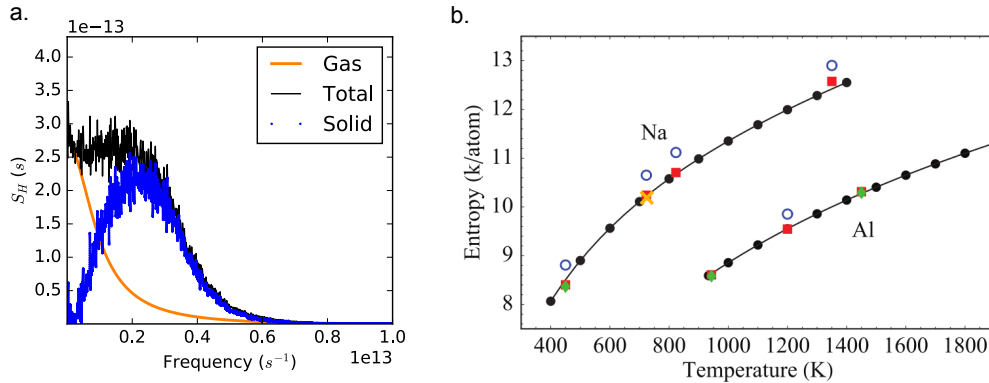 a.
1e−13
4.0
3.5
3.0
2.5
2.0
1.5
1.0
0.5
S_H (s)
Gas
Total
Solid
0.2 0.4 0.6 0.8 1.0
1e13
Frequency (s⁻¹)
b.
13
12
11
10
9
8
Entropy (k/atom)
Na
Al
400 600 800 1000 1200 1400 1600 1800
Temperature (K)